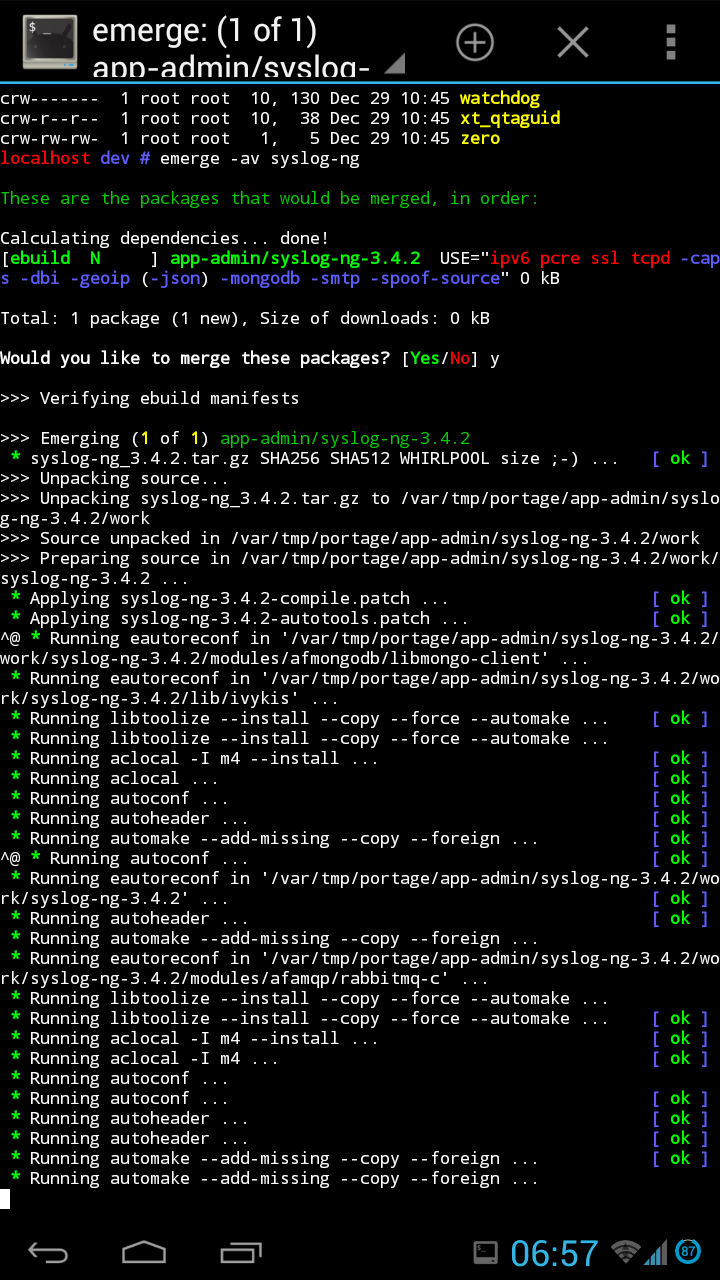 $
emerge: (1 of 1)
app-admin/syslog-
crw-------  1 root root  10, 130 Dec 29 10:45 watchdog
crw-r--r--  1 root root  10,  38 Dec 29 10:45 xt_qtaguid
crw-rw-rw-  1 root root   1,   5 Dec 29 10:45 zero
localhost dev # emerge -av syslog-ng
These are the packages that would be merged, in order:
Calculating dependencies... done!
[ebuild  N     ] app-admin/syslog-ng-3.4.2  USE="ipv6 pcre ssl tcpd -cap
s -dbi -geoip (-json) -mongodb -smtp -spoof-source" 0 kB
Total: 1 package (1 new), Size of downloads: 0 kB
Would you like to merge these packages? [Yes/No] y
>>> Verifying ebuild manifests
>>> Emerging (1 of 1) app-admin/syslog-ng-3.4.2
 * syslog-ng_3.4.2.tar.gz SHA256 SHA512 WHIRLPOOL size ;-) ...   [ ok ]
>>> Unpacking source...
>>> Unpacking syslog-ng_3.4.2.tar.gz to /var/tmp/portage/app-admin/syslo
g-ng-3.4.2/work
>>> Source unpacked in /var/tmp/portage/app-admin/syslog-ng-3.4.2/work
>>> Preparing source in /var/tmp/portage/app-admin/syslog-ng-3.4.2/work/
syslog-ng-3.4.2 ...
 * Applying syslog-ng-3.4.2-compile.patch ...                    [ ok ]
 * Applying syslog-ng-3.4.2-autotools.patch ...                  [ ok ]
^@ * Running eautoreconf in '/var/tmp/portage/app-admin/syslog-ng-3.4.2/
work/syslog-ng-3.4.2/modules/afmongodb/libmongo-client' ...
 * Running eautoreconf in '/var/tmp/portage/app-admin/syslog-ng-3.4.2/wo
rk/syslog-ng-3.4.2/lib/ivykis' ...
 * Running libtoolize --install --copy --force --automake ...    [ ok ]
 * Running libtoolize --install --copy --force --automake ...
 * Running aclocal -I m4 --install ...                           [ ok ]
 * Running aclocal ...                                           [ ok ]
 * Running autoconf ...                                          [ ok ]
 * Running autoheader ...                                        [ ok ]
 * Running automake --add-missing --copy --foreign ...           [ ok ]
^@ * Running autoconf ...                                        [ ok ]
 * Running eautoreconf in '/var/tmp/portage/app-admin/syslog-ng-3.4.2/wo
rk/syslog-ng-3.4.2' ...                                          [ ok ]
 * Running autoheader ...                                        [ ok ]
 * Running automake --add-missing --copy --foreign ...
 * Running eautoreconf in '/var/tmp/portage/app-admin/syslog-ng-3.4.2/wo
rk/syslog-ng-3.4.2/modules/afamqp/rabbitmq-c' ...
 * Running libtoolize --install --copy --force --automake ...
 * Running libtoolize --install --copy --force --automake ...    [ ok ]
 * Running aclocal -I m4 --install ...                           [ ok ]
 * Running aclocal -I m4 ...                                     [ ok ]
 * Running autoconf ...
 * Running autoconf ...                                          [ ok ]
 * Running autoheader ...                                        [ ok ]
 * Running autoheader ...                                        [ ok ]
 * Running automake --add-missing --copy --foreign ...           [ ok ]
 * Running automake --add-missing --copy --foreign ...
06:57
87